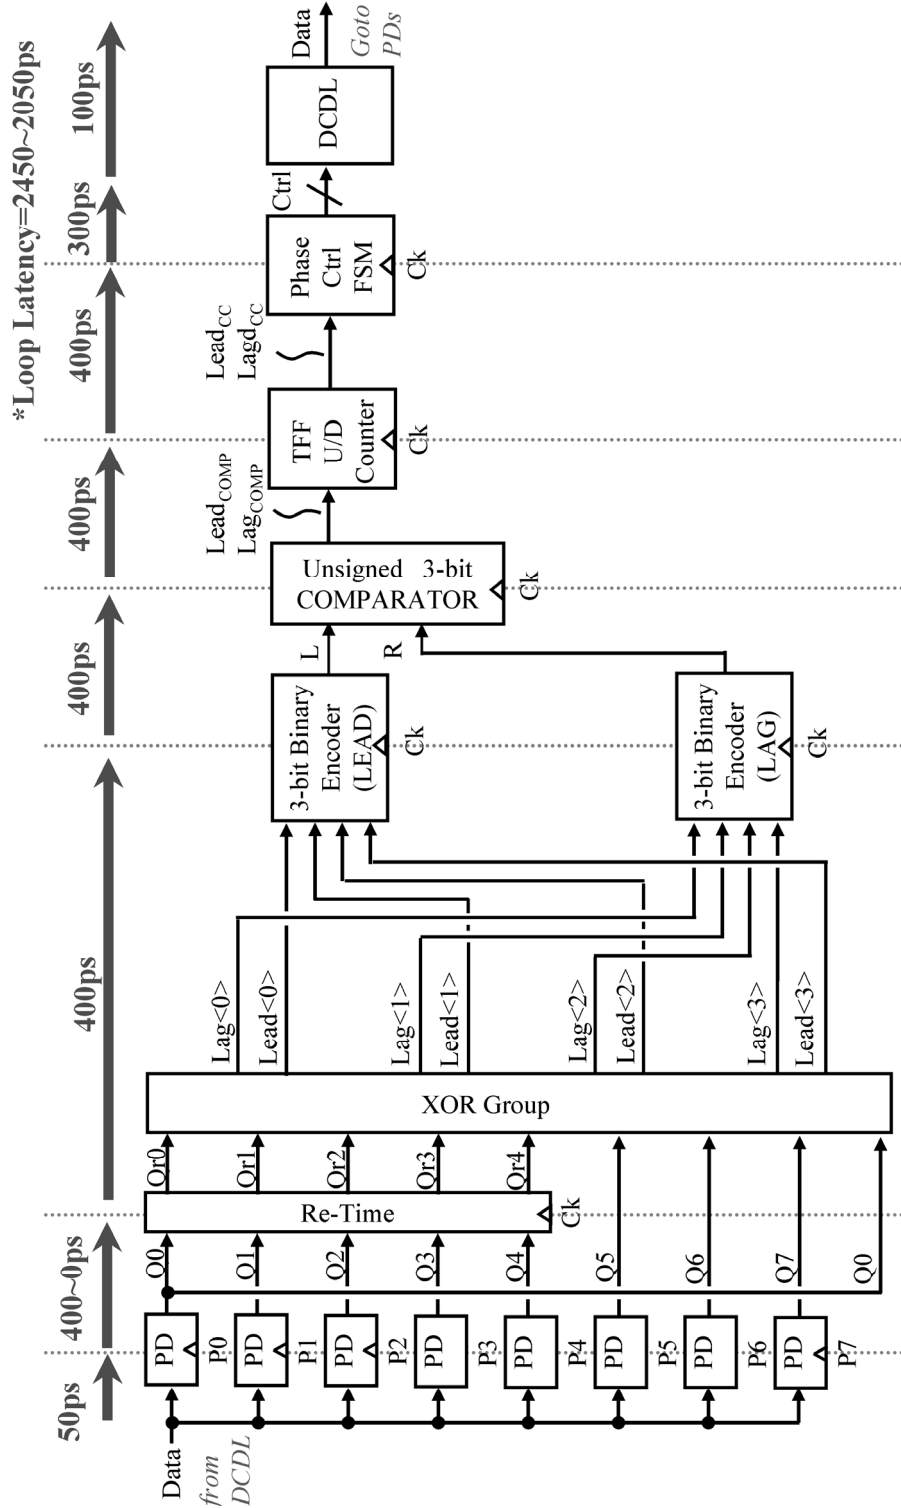 *Loop Latency=2450~2050ps
50ps
400~0ps
400ps
400ps
400ps
400ps
300ps
100ps
Data
from
DCDL
PD
P0
PD
P1
PD
P2
PD
P3
PD
P4
PD
P5
PD
P6
PD
P7
Q0
Q1
Q2
Q3
Q4
Q5
Q6
Q7
Q0
Re-Time
Ck
Qr0
Qr1
Qr2
Qr3
Qr4
XOR Group
Lag<0>
Lead<0>
Lag<1>
Lead<1>
Lag<2>
Lead<2>
Lag<3>
Lead<3>
3-bit Binary
Encoder
(LEAD)
Ck
3-bit Binary
Encoder
(LAG)
Ck
L
R
Unsigned 3-bit
COMPARATOR
Ck
LeadCOMP
LagCOMP
TFF
U/D
Counter
Ck
LeadCC
LagdCC
Phase
Ctrl
FSM
Ck
Ctrl
DCDL
Data
Goto
PDs